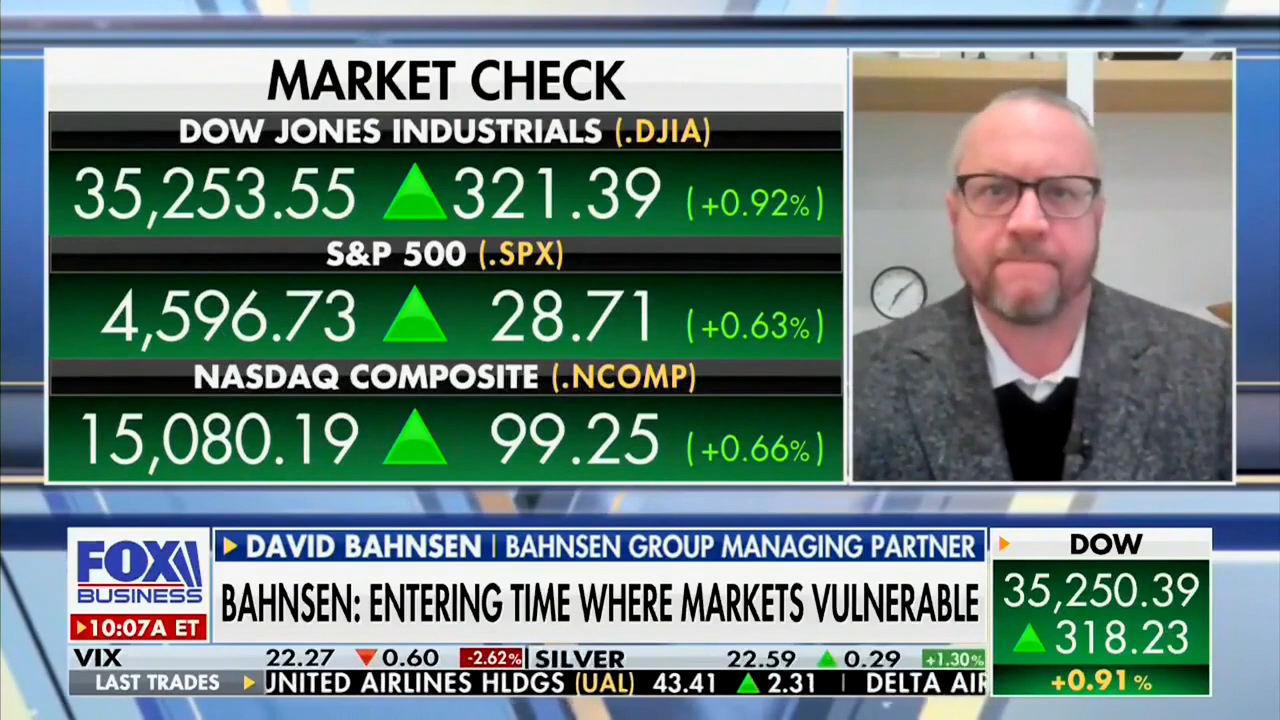 MARKET CHECK
DOW JONES INDUSTRIALS (.DJIA)
35,253.55 ▲ 321.39 (+0.92%)
S&P 500 (.SPX)
4,596.73 ▲ 28.71 (+0.63%)
NASDAQ COMPOSITE (.NCOMP)
15,080.19 ▲ 99.25 (+0.66%)
FOX BUSINESS
10:07A ET
DAVID BAHNSEN | BAHNSEN GROUP MANAGING PARTNER
BAHNSEN: ENTERING TIME WHERE MARKETS VULNERABLE
DOW
35,250.39
▲ 318.23
+0.91%
VIX 22.27 ▼ 0.60 -2.62% SILVER 22.59 ▲ 0.29 +1.30%
LAST TRADES UNITED AIRLINES HLDGS (UAL) 43.41 ▲ 2.31 | DELTA AIR